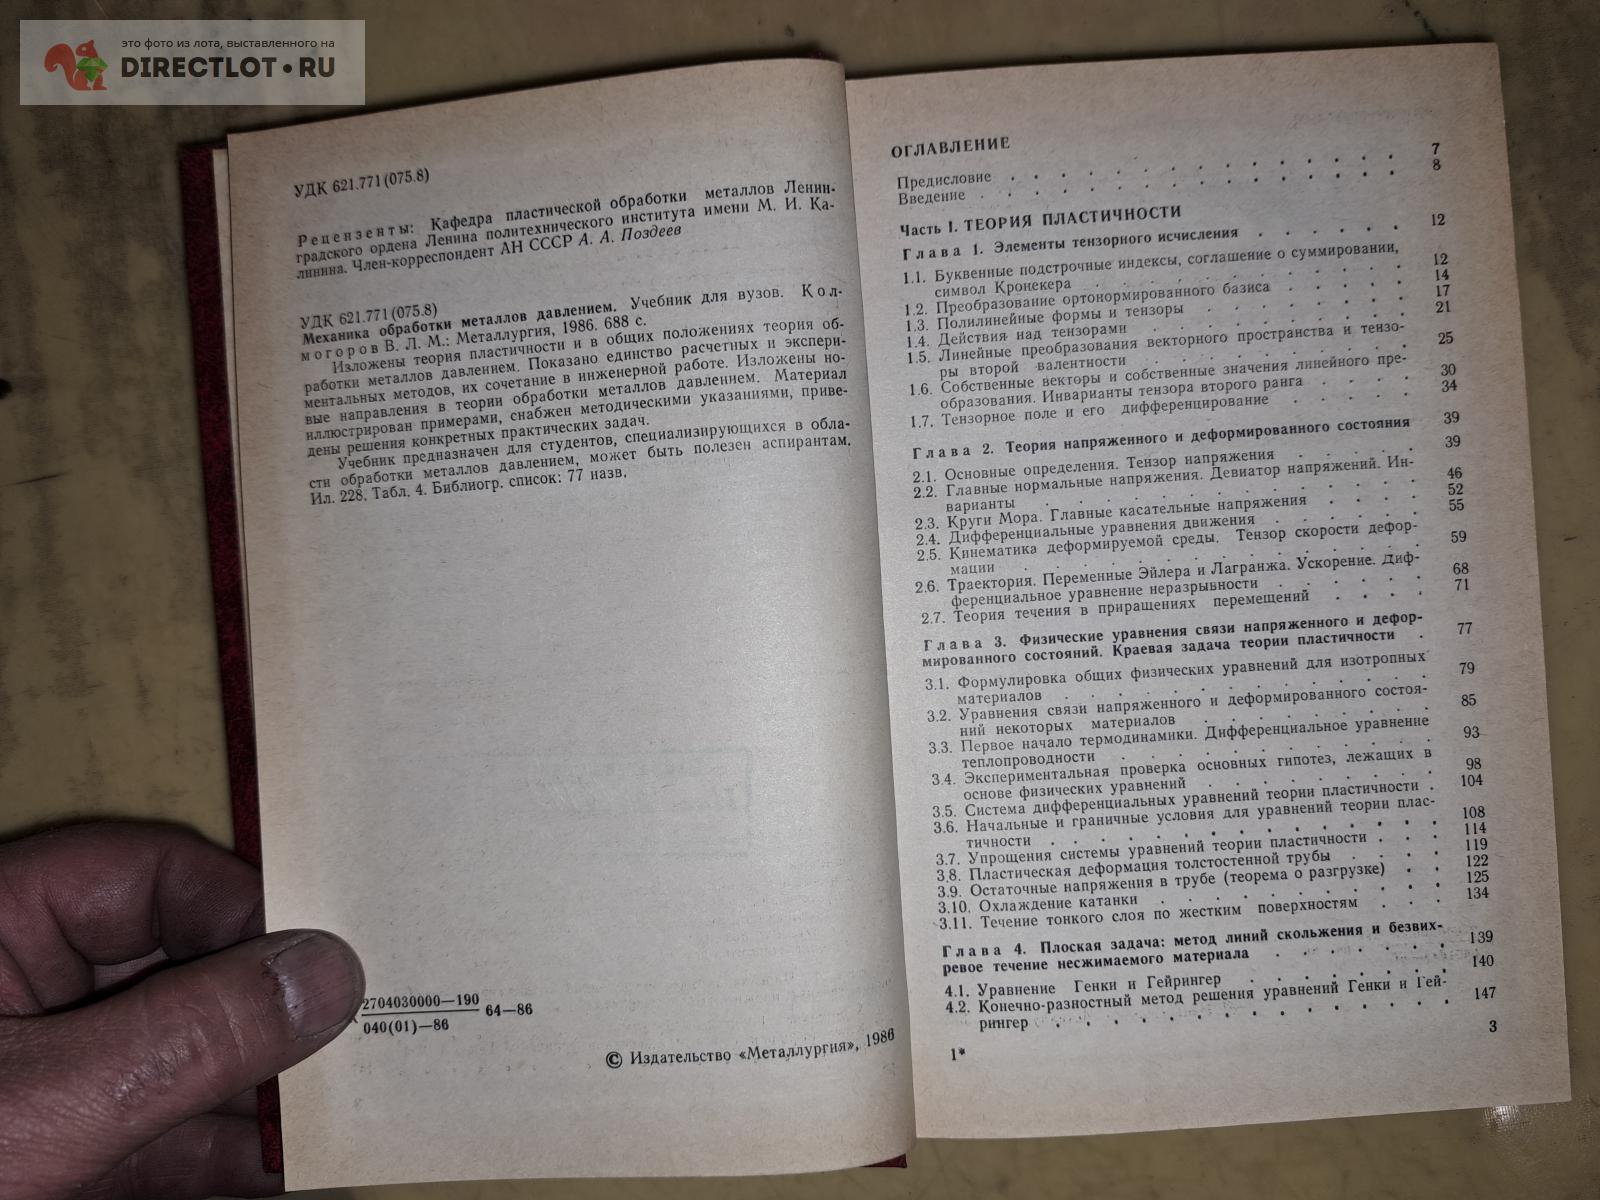 это фото из лота, выставленного на
DIRECTLOT•RU
УДК 621.771(075.8)
Рецензенты: Кафедра пластической обработки металлов Ленин-
градского ордена Ленина политехнического института имени М. И. Ка-
линина. Член-корреспондент АН СССР А. А. Поздеев
УДК 621.771(075.8)
Механика обработки металлов давлением. Учебник для вузов. Кол-
могоров В. Л. М.: Металлургия, 1986. 688 с.
Изложены теория пластичности и в общих положениях теория об-
работки металлов давлением. Показано единство расчетных и экспери-
ментальных методов, их сочетание в инженерной работе. Изложены но-
вые направления в теории обработки металлов давлением. Материал
иллюстрирован примерами, снабжен методическими указаниями, приве-
дены решения конкретных практических задач.
Учебник предназначен для студентов, специализирующихся в обла-
сти обработки металлов давлением, может быть полезен аспирантам.
Ил. 228. Табл. 4. Библиогр. список: 77 назв.
2704030000—190
040(01)—86
64—86
© Издательство «Металлургия», 1986
ОГЛАВЛЕНИЕ
Предисловие . . . . . . . . . . . . . 7
Введение . . . . . . . . . . . . . 8
Часть I. ТЕОРИЯ ПЛАСТИЧНОСТИ
Глава 1. Элементы тензорного исчисления . . . . . 12
1.1. Буквенные подстрочные индексы, соглашение о суммировании,
символ Кронекера . . . . . . . . . . 12
1.2. Преобразование ортонормированного базиса . . . . 14
1.3. Полилинейные формы и тензоры . . . . . . 17
1.4. Действия над тензорами . . . . . . . . 21
1.5. Линейные преобразования векторного пространства и тензо-
ры второй валентности . . . . . . . . 25
1.6. Собственные векторы и собственные значения линейного пре-
образования. Инварианты тензора второго ранга . . . . 30
1.7. Тензорное поле и его дифференцирование . . . . . 34
Глава 2. Теория напряженного и деформированного состояния 39
2.1. Основные определения. Тензор напряжения . . . . . 39
2.2. Главные нормальные напряжения. Девиатор напряжений. Ин-
варианты . . . . . . . . . . . 46
2.3. Круги Мора. Главные касательные напряжения . . . . 52
2.4. Дифференциальные уравнения движения . . . . . 55
2.5. Кинематика деформируемой среды. Тензор скорости дефор-
мации . . . . . . . . . . . . 59
2.6. Траектория. Переменные Эйлера и Лагранжа. Ускорение. Диф-
ференциальное уравнение неразрывности . . . . . 68
2.7. Теория течения в приращениях перемещений . . . . 71
Глава 3. Физические уравнения связи напряженного и дефор-
мированного состояний. Краевая задача теории пластичности . 77
3.1. Формулировка общих физических уравнений для изотропных
материалов . . . . . . . . . . . 79
3.2. Уравнения связи напряженного и деформированного состоя-
ний некоторых материалов . . . . . . . 85
3.3. Первое начало термодинамики. Дифференциальное уравнение
теплопроводности . . . . . . . . . . 93
3.4. Экспериментальная проверка основных гипотез, лежащих в
основе физических уравнений . . . . . . . 98
3.5. Система дифференциальных уравнений теории пластичности . 104
3.6. Начальные и граничные условия для уравнений теории плас-
тичности . . . . . . . . . . . . 108
3.7. Упрощения системы уравнений теории пластичности . . . 114
3.8. Пластическая деформация толстостенной трубы . . . . 119
3.9. Остаточные напряжения в трубе (теорема о разгрузке) . . 122
3.10. Охлаждение катанки . . . . . . . . 125
3.11. Течение тонкого слоя по жестким поверхностям . . . 134
Глава 4. Плоская задача: метод линий скольжения и безвих-
ревое течение несжимаемого материала . . . . . . 139
4.1. Уравнение Генки и Гейрингер . . . . . . . 140
4.2. Конечно-разностный метод решения уравнений Генки и Гей-
рингер . . . . . . . . . . . . 147
1*
3